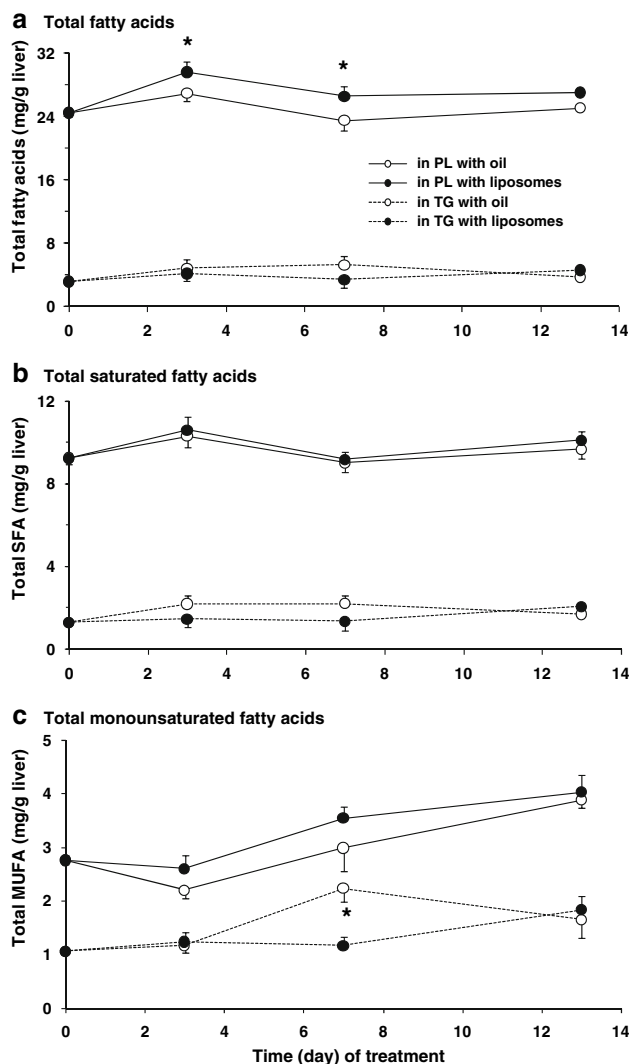 a Total fatty acids
Total fatty acids (mg/g liver)
32
24
16
8
0
* *
in PL with oil
in PL with liposomes
in TG with oil
in TG with liposomes
0 2 4 6 8 10 12 14
b Total saturated fatty acids
Total SFA (mg/g liver)
12
8
4
0
0 2 4 6 8 10 12 14
c Total monounsaturated fatty acids
Total MUFA (mg/g liver)
5
4
3
2
1
0
*
0 2 4 6 8 10 12 14
Time (day) of treatment